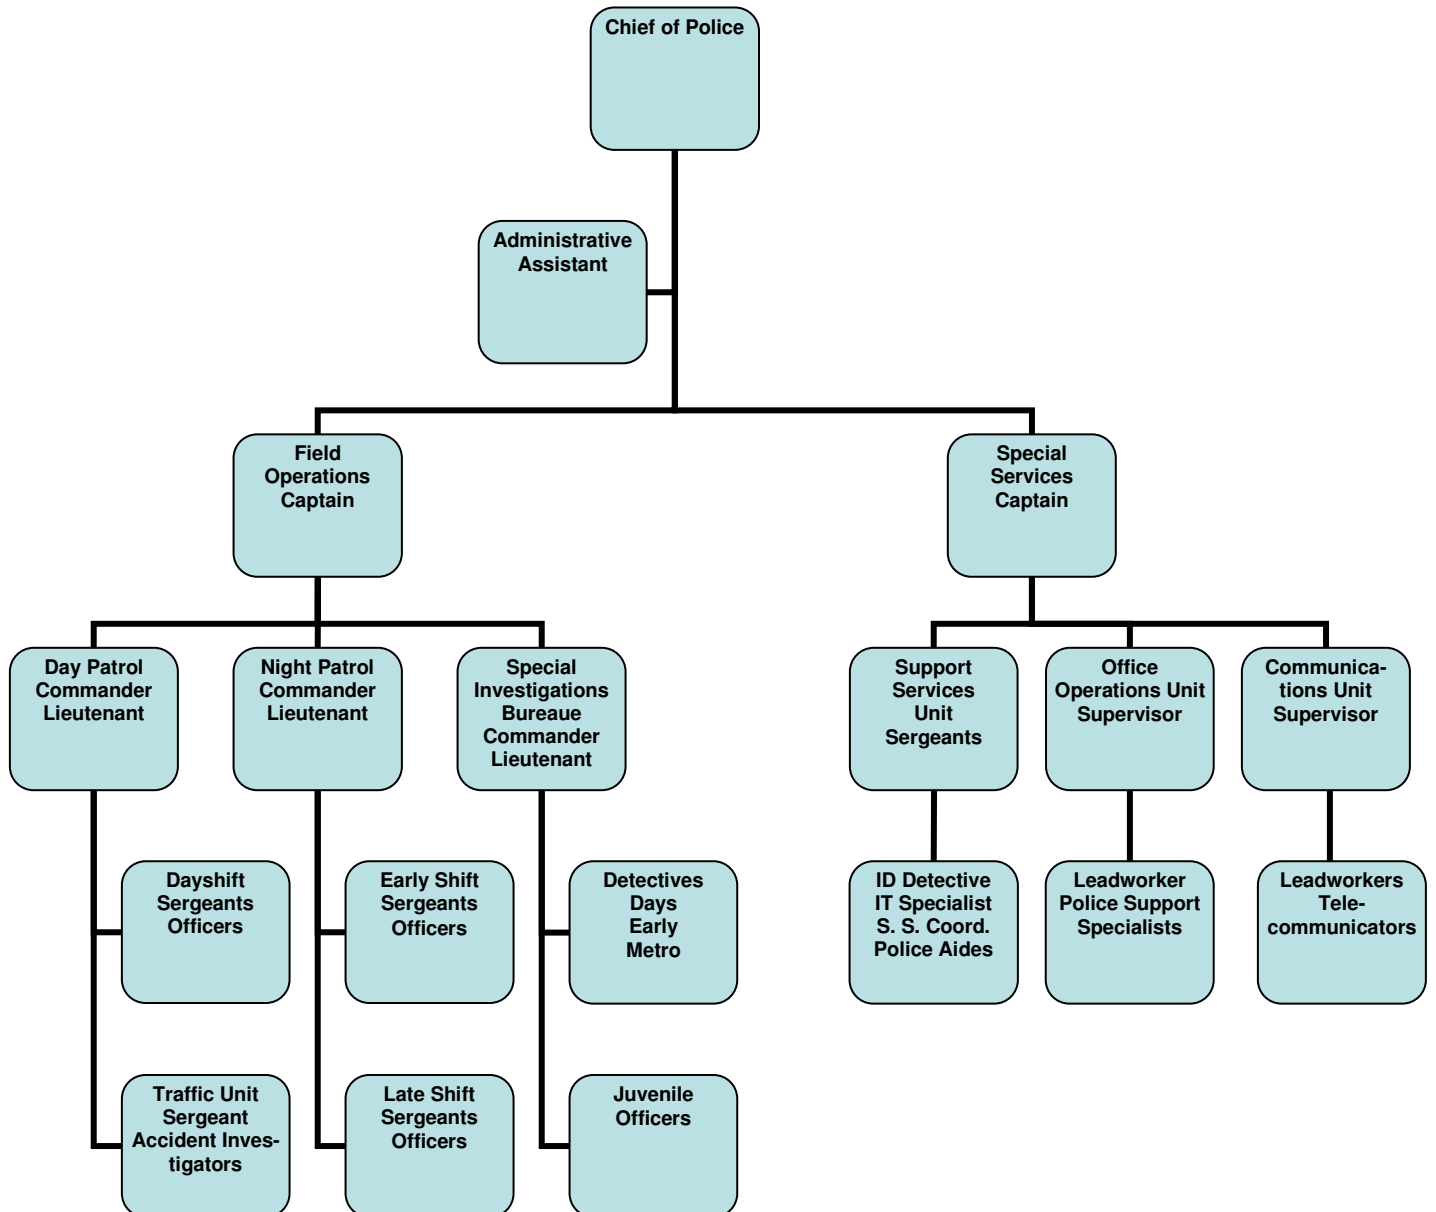 Chief of Police
Administrative
Assistant
Field
Operations
Captain
Special
Services
Captain
Day Patrol
Commander
Lieutenant
Night Patrol
Commander
Lieutenant
Special
Investigations
Bureaue
Commander
Lieutenant
Support
Services
Unit
Sergeants
Office
Operations Unit
Supervisor
Communica-
tions Unit
Supervisor
Dayshift
Sergeants
Officers
Early Shift
Sergeants
Officers
Detectives
Days
Early
Metro
ID Detective
IT Specialist
S. S. Coord.
Police Aides
Leadworker
Police Support
Specialists
Leadworkers
Tele-
communicators
Traffic Unit
Sergeant
Accident Inves-
tigators
Late Shift
Sergeants
Officers
Juvenile
Officers